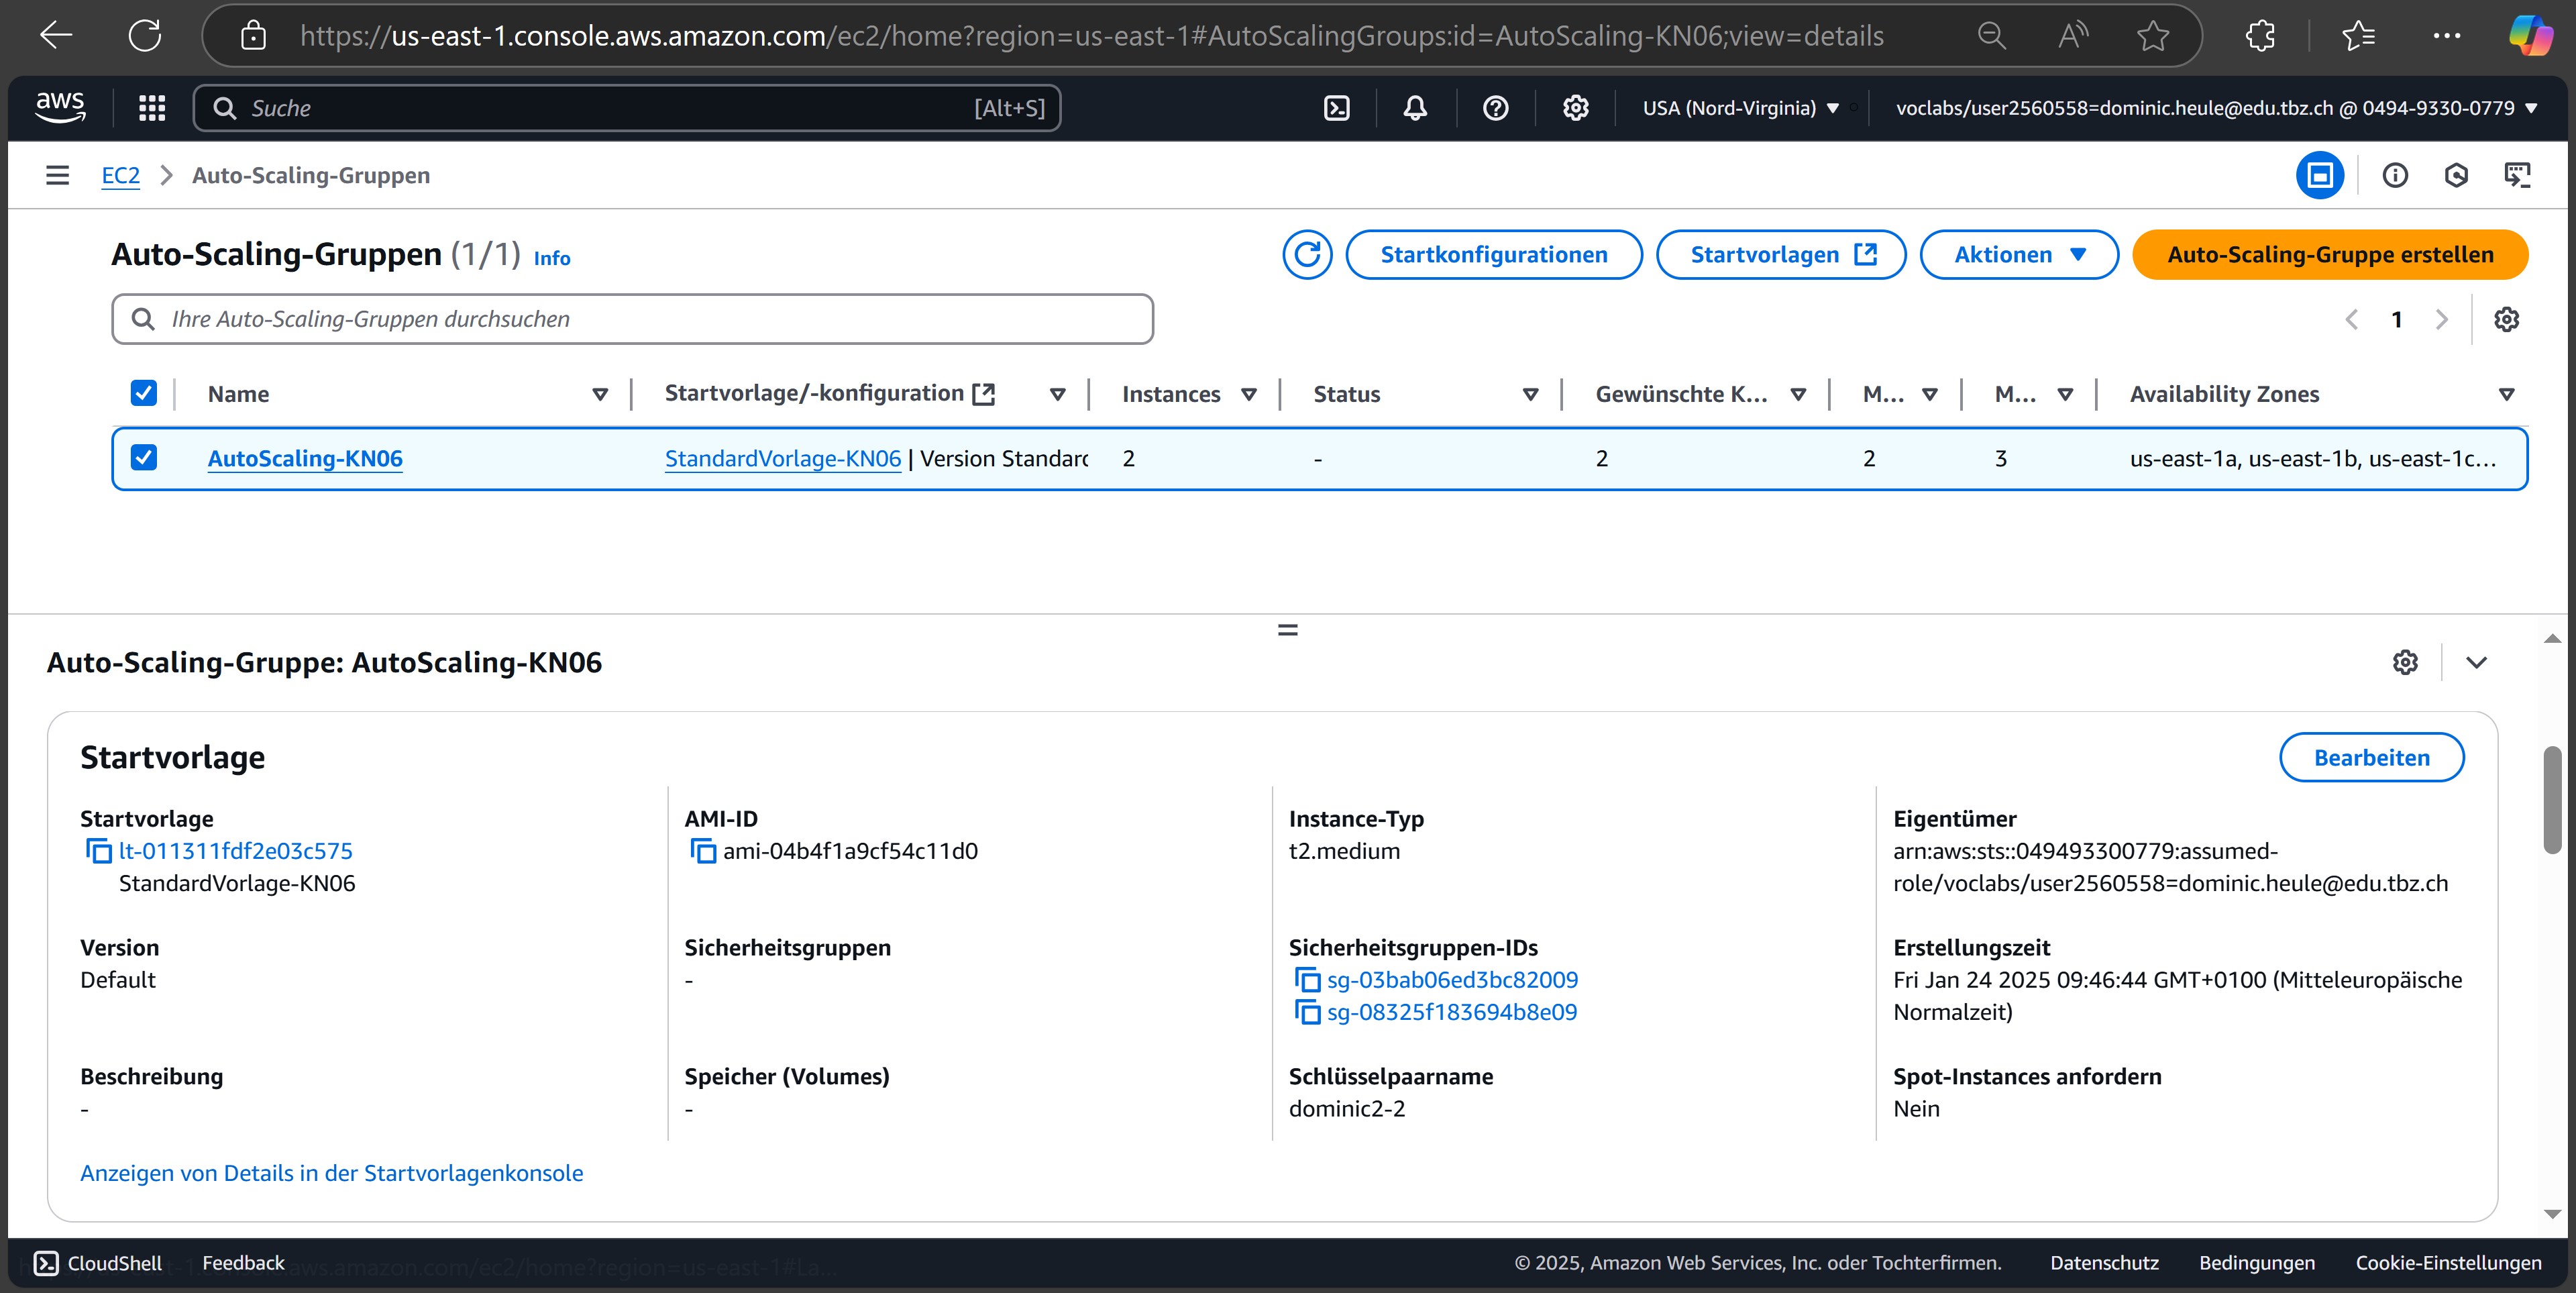 https://us-east-1.console.aws.amazon.com/ec2/home?region=us-east-1#AutoScalingGroups:id=AutoScaling-KN06;view=details
aws
Suche [Alt+S] USA (Nord-Virginia) voclabs/user2560558=dominic.heule@edu.tbz.ch @ 0494-9330-0779
EC2 > Auto-Scaling-Gruppen
Auto-Scaling-Gruppen (1/1) Info Startkonfigurationen Startvorlagen Aktionen Auto-Scaling-Gruppe erstellen
Ihre Auto-Scaling-Gruppen durchsuchen 1
Name Startvorlage/-konfiguration Instances Status Gewünschte K... M... M... Availability Zones
AutoScaling-KN06 StandardVorlage-KN06 | Version Standard 2 - 2 2 3 us-east-1a, us-east-1b, us-east-1c...
Auto-Scaling-Gruppe: AutoScaling-KN06
Startvorlage Bearbeiten
Startvorlage
lt-011311fdf2e03c575
StandardVorlage-KN06
AMI-ID
ami-04b4f1a9cf54c11d0
Instance-Typ
t2.medium
Eigentümer
arn:aws:sts::049493300779:assumed-
role/voclabs/user2560558=dominic.heule@edu.tbz.ch
Version
Default
Sicherheitsgruppen
-
Sicherheitsgruppen-IDs
sg-03bab06ed3bc82009
sg-08325f183694b8e09
Erstellungszeit
Fri Jan 24 2025 09:46:44 GMT+0100 (Mitteleuropäische
Normalzeit)
Beschreibung
-
Speicher (Volumes)
-
Schlüsselpaarname
dominic2-2
Spot-Instances anfordern
Nein
Anzeigen von Details in der Startvorlagenkonsole
CloudShell Feedback © 2025, Amazon Web Services, Inc. oder Tochterfirmen. Datenschutz Bedingungen Cookie-Einstellungen